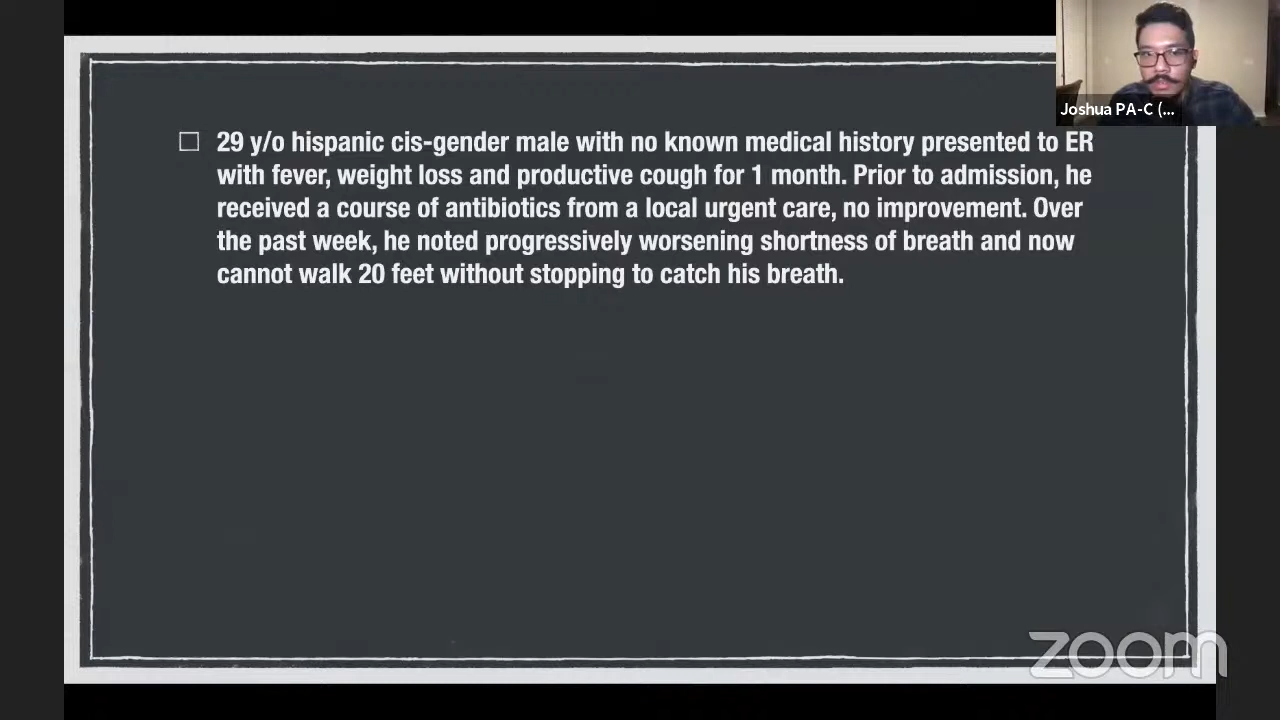 Joshua PA-C (...
29 y/o hispanic cis-gender male with no known medical history presented to ER
with fever, weight loss and productive cough for 1 month. Prior to admission, he
received a course of antibiotics from a local urgent care, no improvement. Over
the past week, he noted progressively worsening shortness of breath and now
cannot walk 20 feet without stopping to catch his breath.
zoom